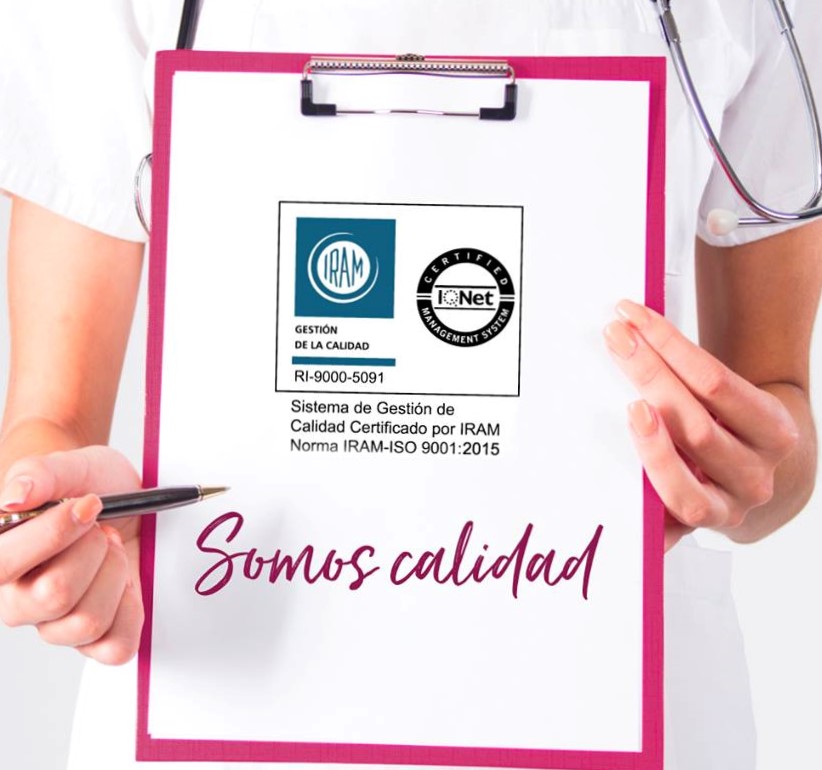 IRAM
CERTIFIED
IQNet
MANAGEMENT SYSTEM
GESTIÓN
DE LA CALIDAD
RI-9000-5091
Sistema de Gestión de
Calidad Certificado por IRAM
Norma IRAM-ISO 9001:2015
Somos calidad